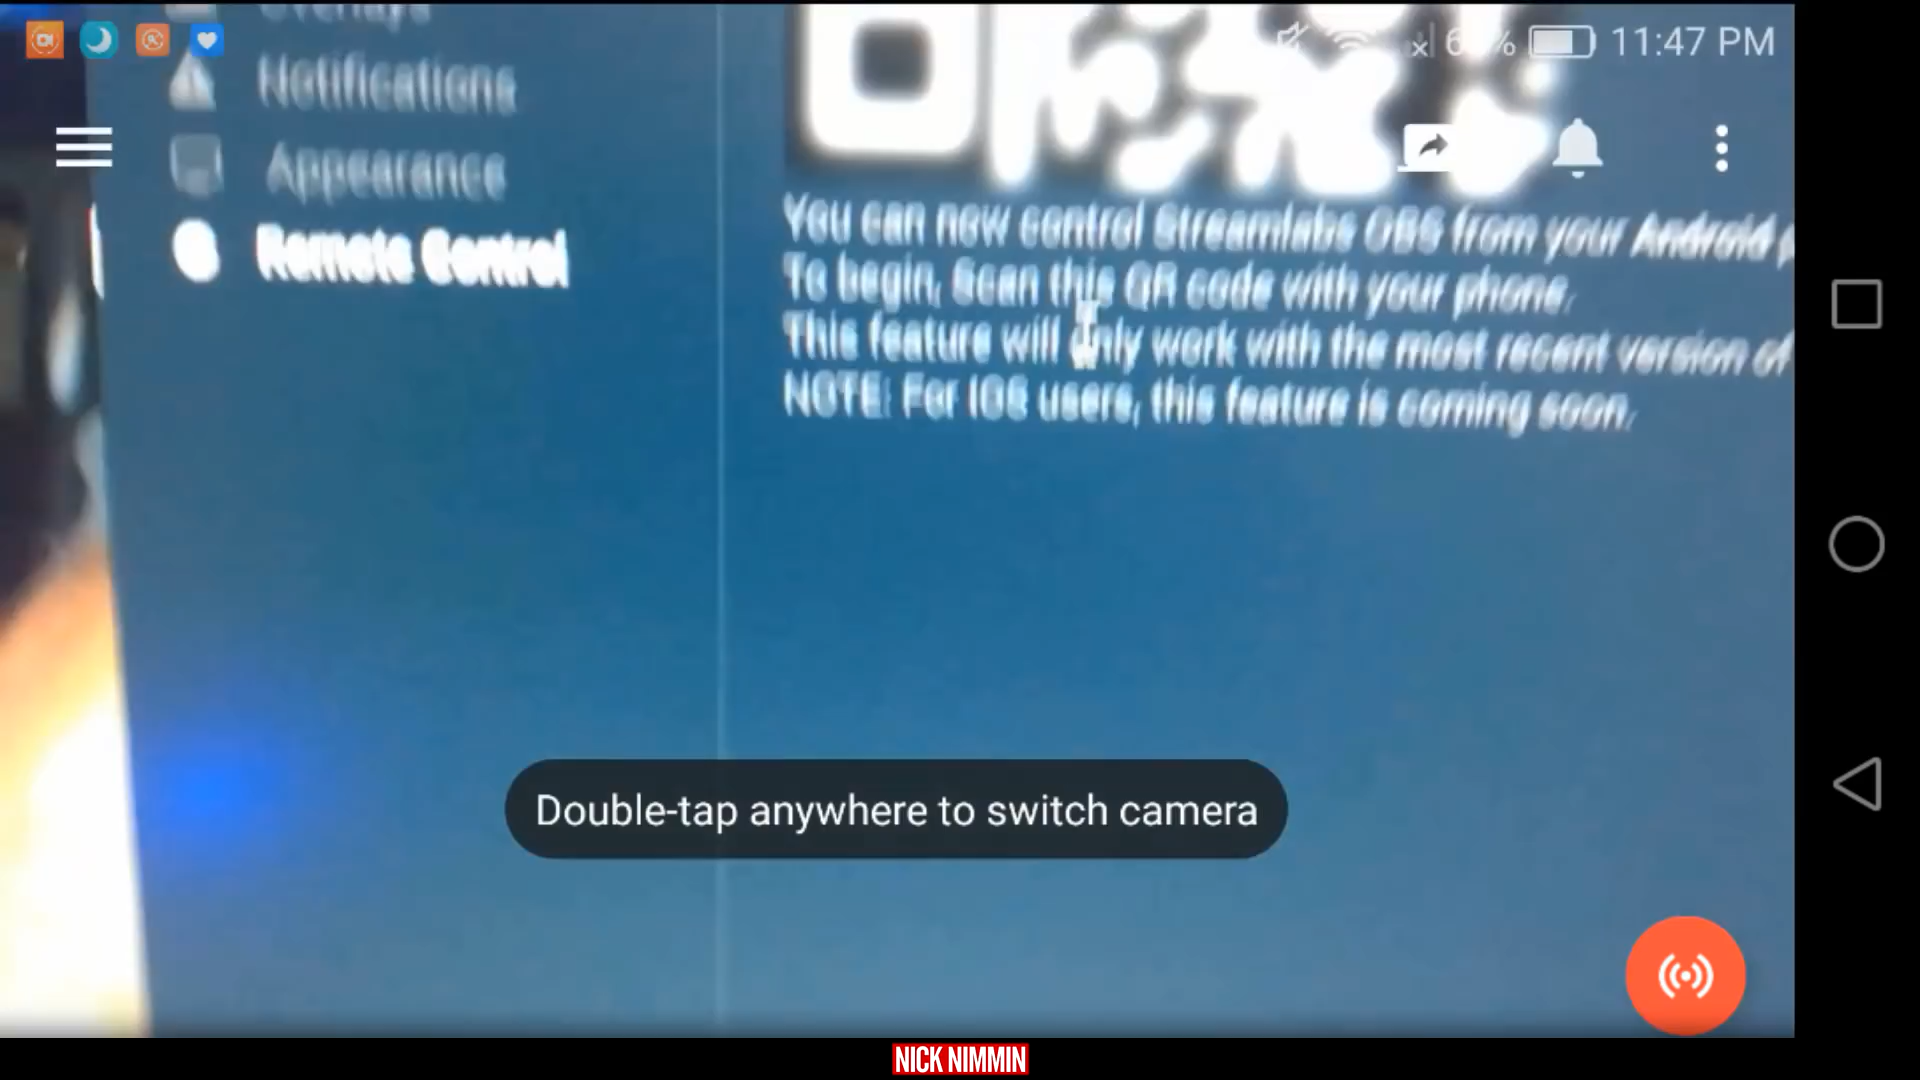 Overlays
11:47 PM
Notifications
Appearance
Remote Control
You can now control Streamlabs OBS from your Android
To begin, Scan this QR code with your phone.
This feature will only work with the most recent version of
NOTE: For IOS users, this feature is coming soon.
Double-tap anywhere to switch camera
NICK NIMMIN